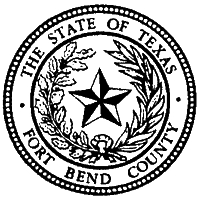 THE STATE OF TEXAS
FORT BEND COUNTY